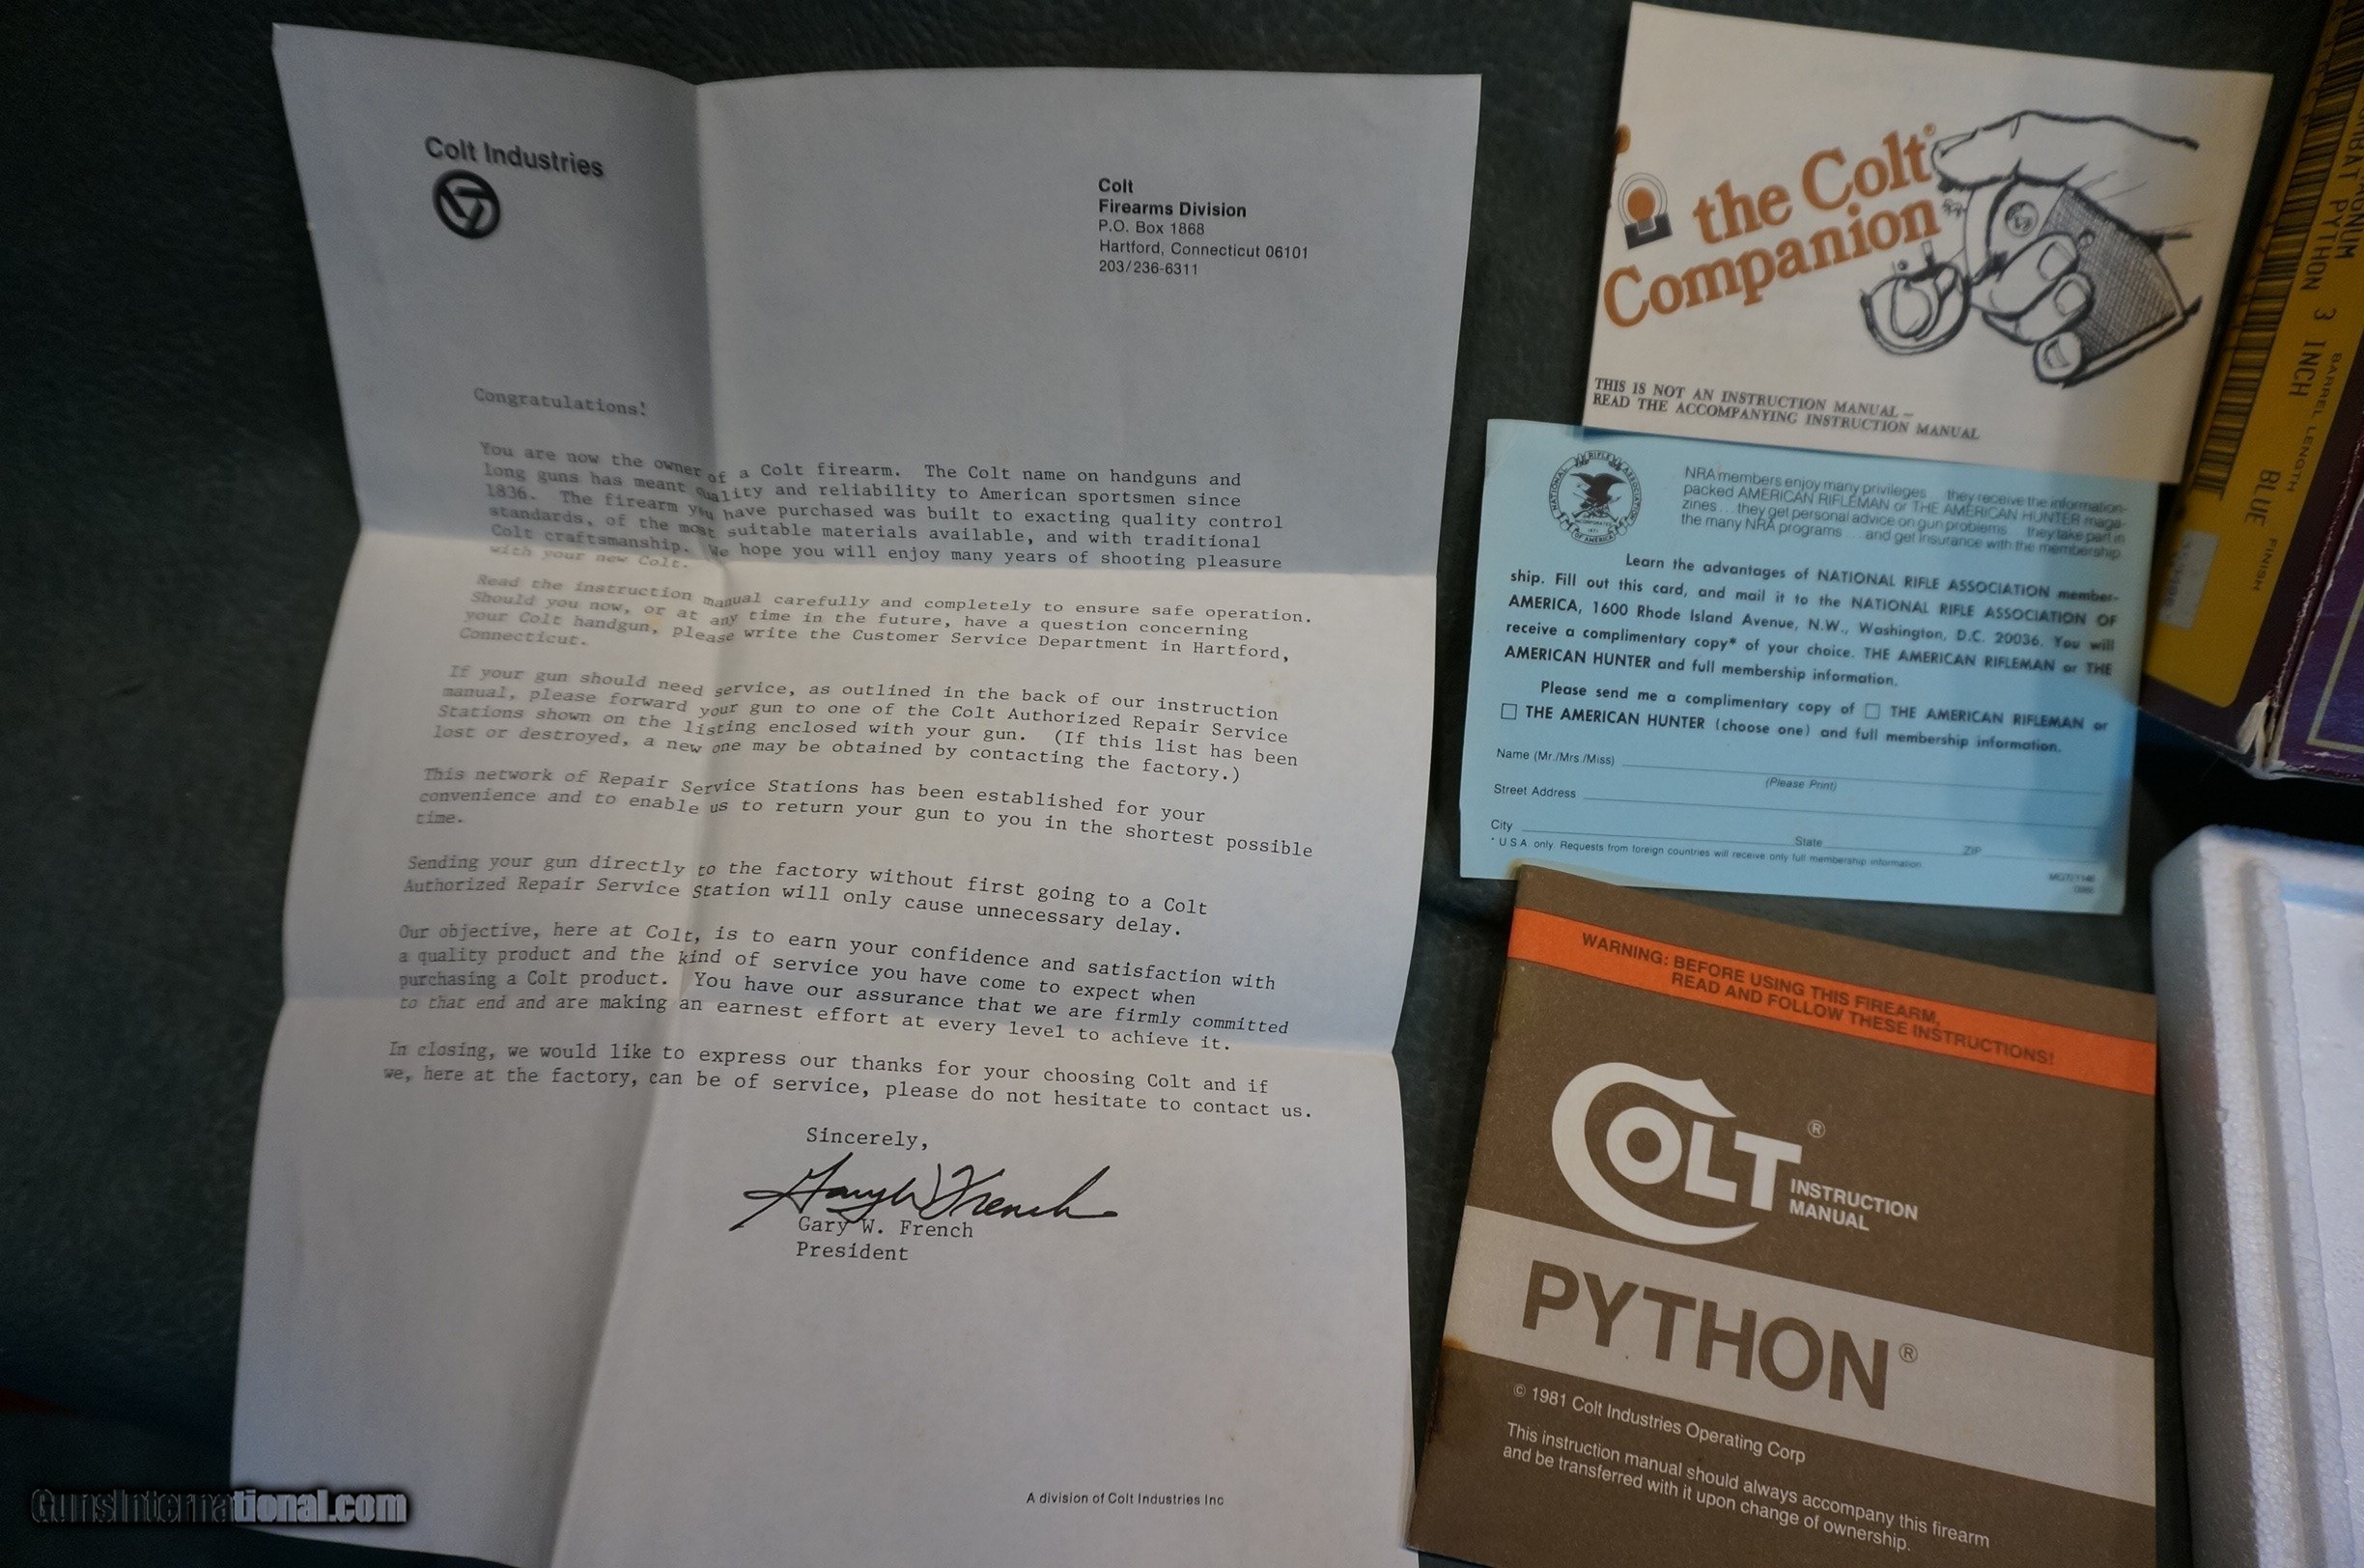 Colt Industries
Colt
Firearms Division
P.O. Box 1868
Hartford, Connecticut 06101
203/236-6311
Congratulations!
You are now the owner of a Colt firearm. The Colt name on handguns and
long guns has meant quality and reliability to American sportsmen since
1836. The firearm you have purchased was built to exacting quality control
standards, of the most suitable materials available, and with traditional
Colt craftsmanship. We hope you will enjoy many years of shooting pleasure
with your new Colt.
Read the instruction manual carefully and completely to ensure safe operation.
Should you now, or at any time in the future, have a question concerning
your Colt handgun, please write the Customer Service Department in Hartford,
Connecticut.
If your gun should need service, as outlined in the back of our instruction
manual, please forward your gun to one of the Colt Authorized Repair Service
Stations shown on the listing enclosed with your gun. (If this list has been
lost or destroyed, a new one may be obtained by contacting the factory.)
This network of Repair Service Stations has been established for your
convenience and to enable us to return your gun to you in the shortest possible
time.
Sending your gun directly to the factory without first going to a Colt
Authorized Repair Service Station will only cause unnecessary delay.
Our objective, here at Colt, is to earn your confidence and satisfaction with
a quality product and the kind of service you have come to expect when
purchasing a Colt product. You have our assurance that we are firmly committed
to that end and are making an earnest effort at every level to achieve it.
In closing, we would like to express our thanks for your choosing Colt and if
we, here at the factory, can be of service, please do not hesitate to contact us.
Sincerely,
Gary W. French
Gary W. French
President
A division of Colt Industries Inc
the Colt®
Companion
THIS IS NOT AN INSTRUCTION MANUAL –
READ THE ACCOMPANYING INSTRUCTION MANUAL
NATIONAL RIFLE ASSOCIATION
INCORPORATED
1871
OF AMERICA
NRA members enjoy many privileges . . . they receive the information-
packed AMERICAN RIFLEMAN or THE AMERICAN HUNTER maga-
zines . . . they get personal advice on gun problems . . . they take part in
the many NRA programs . . . and get insurance with the membership.
Learn the advantages of NATIONAL RIFLE ASSOCIATION member-
ship. Fill out this card, and mail it to the NATIONAL RIFLE ASSOCIATION OF
AMERICA, 1600 Rhode Island Avenue, N.W., Washington, D.C. 20036. You will
receive a complimentary copy* of your choice. THE AMERICAN RIFLEMAN or THE
AMERICAN HUNTER and full membership information.
Please send me a complimentary copy of ☐ THE AMERICAN RIFLEMAN or
☐ THE AMERICAN HUNTER (choose one) and full membership information.
Name (Mr./Mrs./Miss)
(Please Print)
Street Address
City State ZIP
* U.S.A. only. Requests from foreign countries will receive only full membership information.
WARNING: BEFORE USING THIS FIREARM,
READ AND FOLLOW THESE INSTRUCTIONS!
COLT®
INSTRUCTION
MANUAL
PYTHON®
© 1981 Colt Industries Operating Corp
This instruction manual should always accompany this firearm
and be transferred with it upon change of ownership.
PYTHON
3 INCH
BARREL LENGTH
BLUE
FINISH
GunsInternational.com